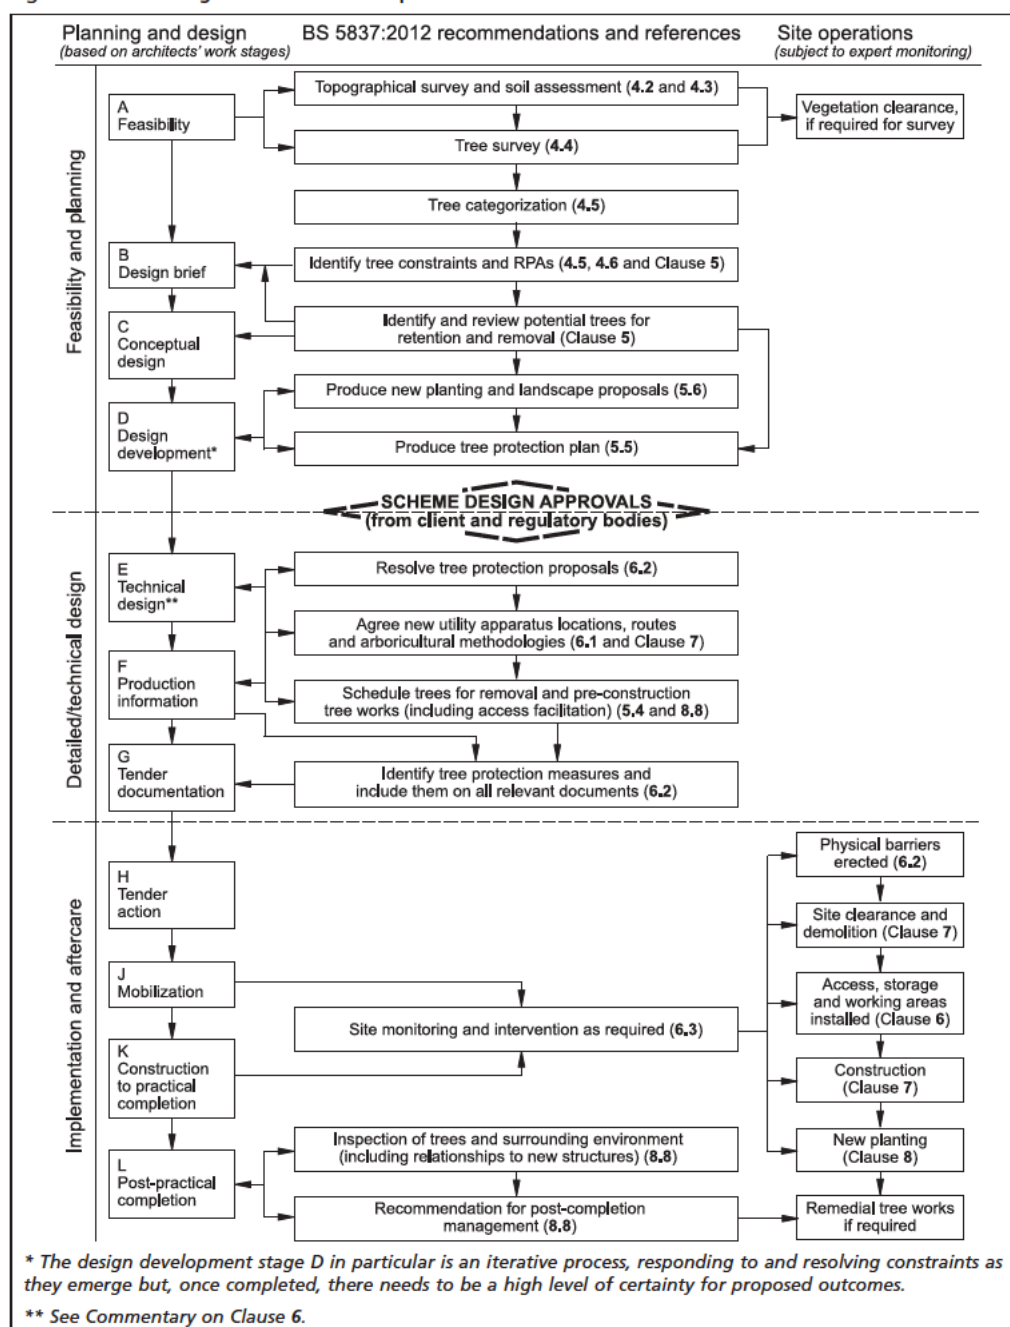 Planning and design
(based on architects' work stages)
BS 5837:2012 recommendations and references
Site operations
(subject to expert monitoring)
Feasibility and planning
A
Feasibility
Topographical survey and soil assessment (4.2 and 4.3)
Vegetation clearance,
if required for survey
Tree survey (4.4)
Tree categorization (4.5)
B
Design brief
Identify tree constraints and RPAs (4.5, 4.6 and Clause 5)
C
Conceptual
design
Identify and review potential trees for
retention and removal (Clause 5)
Produce new planting and landscape proposals (5.6)
D
Design
development*
Produce tree protection plan (5.5)
SCHEME DESIGN APPROVALS
(from client and regulatory bodies)
Detailed/technical design
E
Technical
design**
Resolve tree protection proposals (6.2)
Agree new utility apparatus locations, routes
and arboricultural methodologies (6.1 and Clause 7)
F
Production
information
Schedule trees for removal and pre-construction
tree works (including access facilitation) (5.4 and 8.8)
G
Tender
documentation
Identify tree protection measures and
include them on all relevant documents (6.2)
Implementation and aftercare
H
Tender
action
Physical barriers
erected (6.2)
Site clearance and
demolition (Clause 7)
J
Mobilization
Access, storage
and working areas
installed (Clause 6)
Site monitoring and intervention as required (6.3)
K
Construction
to practical
completion
Construction
(Clause 7)
New planting
(Clause 8)
L
Post-practical
completion
Inspection of trees and surrounding environment
(including relationships to new structures) (8.8)
Recommendation for post-completion
management (8.8)
Remedial tree works
if required
* The design development stage D in particular is an iterative process, responding to and resolving constraints as
they emerge but, once completed, there needs to be a high level of certainty for proposed outcomes.
** See Commentary on Clause 6.